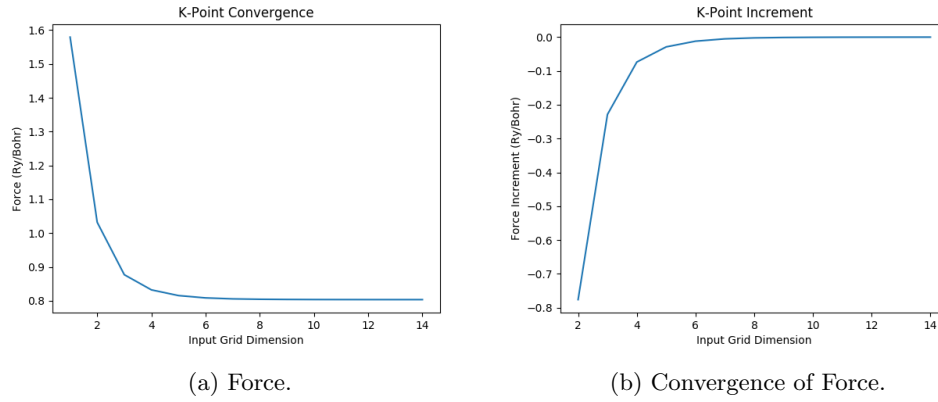 K-Point Convergence
1.6
1.5
1.4
1.3
1.2
1.1
1.0
0.9
0.8
Force (Ry/Bohr)
2 4 6 8 10 12 14
Input Grid Dimension
(a) Force.
K-Point Increment
0.0
−0.1
−0.2
−0.3
−0.4
−0.5
−0.6
−0.7
−0.8
Force Increment (Ry/Bohr)
2 4 6 8 10 12 14
Input Grid Dimension
(b) Convergence of Force.